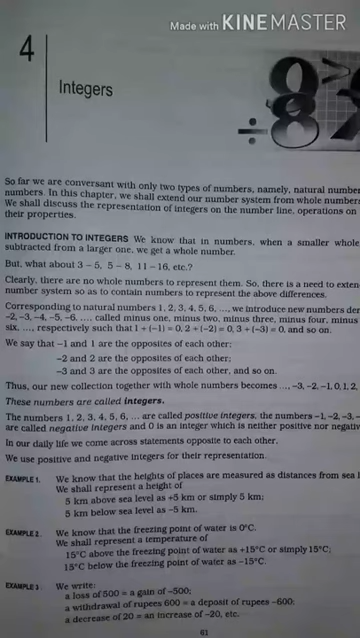 Made with KINEMASTER
4
Integers
So far we are conversant with only two types of numbers, namely, natural number
numbers. In this chapter, we shall extend our number system from whole number
We shall discuss the representation of integers on the number line, operations on
their properties.
INTRODUCTION TO INTEGERS We know that in numbers, when a smaller whole
subtracted from a larger one, we get a whole number.
But, what about 3 – 5, 5 – 8, 11 – 16, etc.?
Clearly, there are no whole numbers to represent them. So, there is a need to exten
number system so as to contain numbers to represent the above differences.
Corresponding to natural numbers 1, 2, 3, 4, 5, 6, ..., we introduce new numbers der
–2, –3, –4, –5, –6, ..., called minus one, minus two, minus three, minus four, minus
six, ..., respectively such that 1 + (–1) = 0, 2 + (–2) = 0, 3 + (–3) = 0, and so on.
We say that –1 and 1 are the opposites of each other;
–2 and 2 are the opposites of each other;
–3 and 3 are the opposites of each other, and so on.
Thus, our new collection together with whole numbers becomes ..., –3, –2, –1, 0, 1, 2,
These numbers are called integers.
The numbers 1, 2, 3, 4, 5, 6, ... are called positive integers, the numbers –1, –2, –3, –
are called negative integers and 0 is an integer which is neither positive nor negativ
In our daily life we come across statements opposite to each other.
We use positive and negative integers for their representation.
EXAMPLE 1. We know that the heights of places are measured as distances from sea l
We shall represent a height of
5 km above sea level as +5 km or simply 5 km;
5 km below sea level as –5 km.
EXAMPLE 2. We know that the freezing point of water is 0°C.
We shall represent a temperature of
15°C above the freezing point of water as +15°C or simply 15°C;
15°C below the freezing point of water as –15°C.
EXAMPLE 3. We write:
a loss of 500 = a gain of –500;
a withdrawal of rupees 600 = a deposit of rupees –600;
a decrease of 20 = an increase of –20, etc.
61